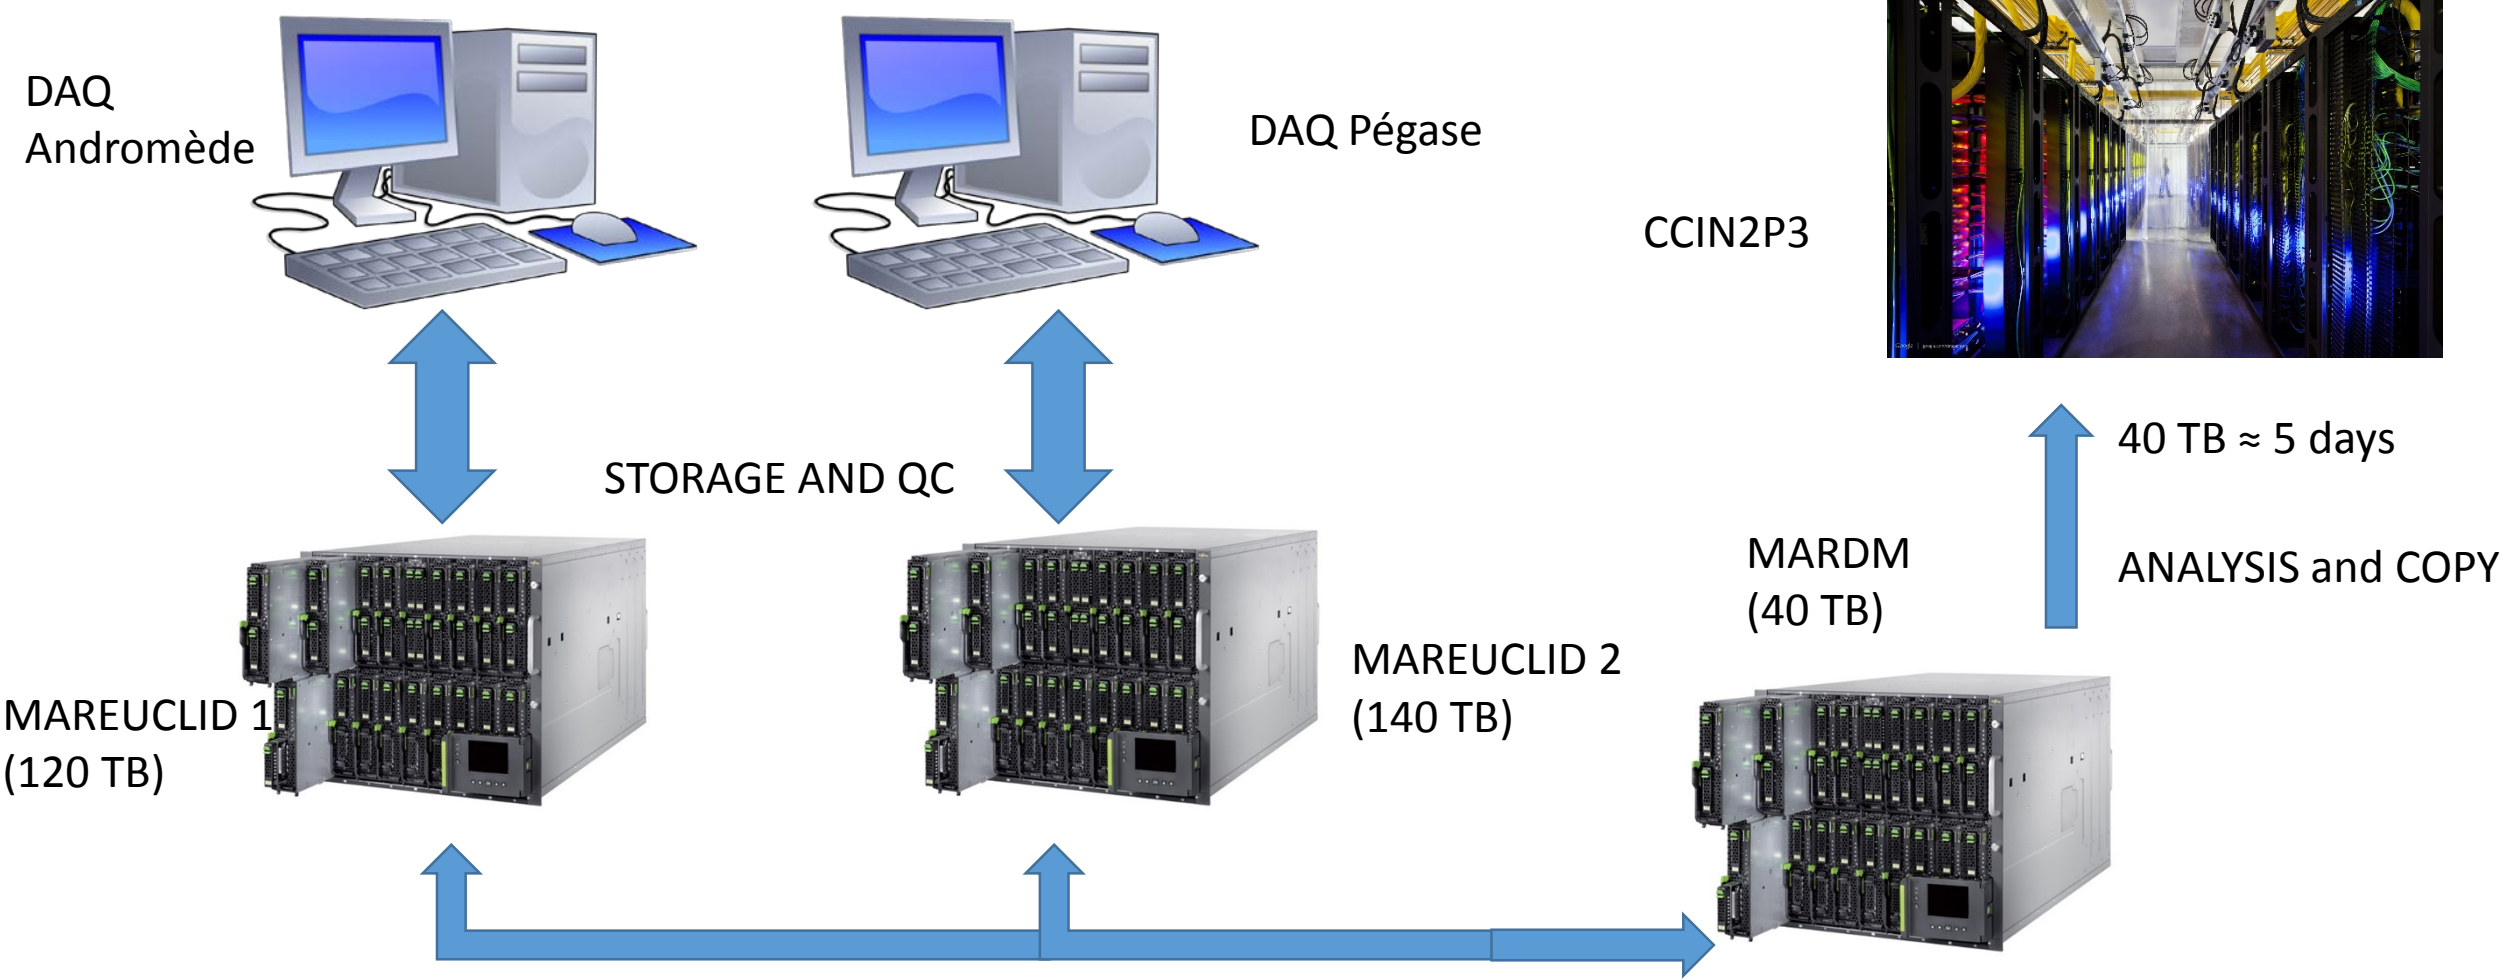 DAQ
Andromède
DAQ Pégase
CCIN2P3
STORAGE AND QC
40 TB ≈ 5 days
MARDM
(40 TB)
ANALYSIS and COPY
MAREUCLID 1
(120 TB)
MAREUCLID 2
(140 TB)
Google